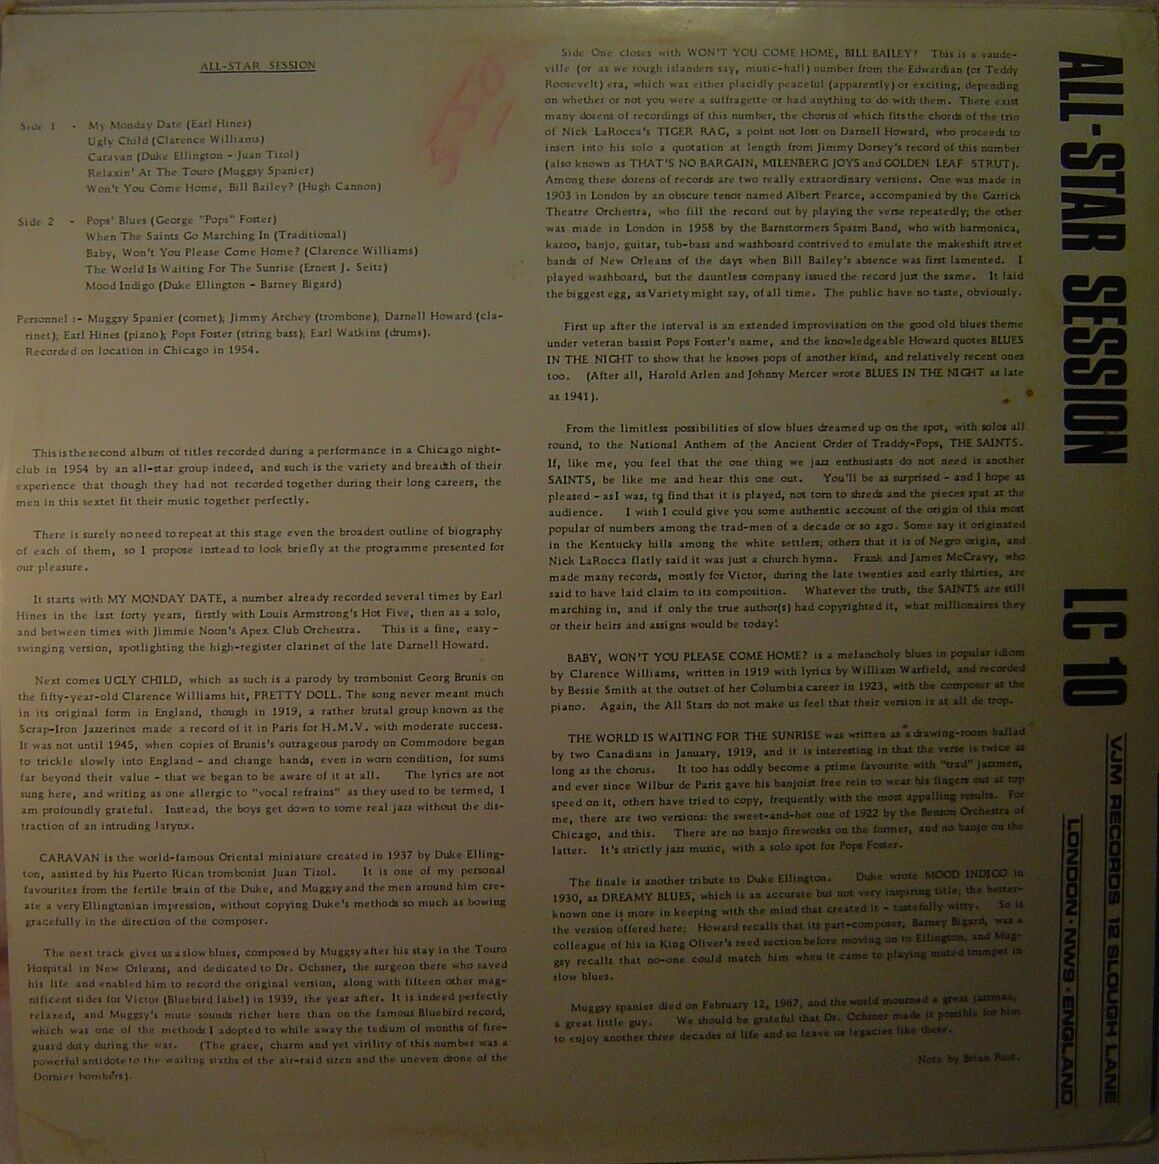 ALL-STAR SESSION
Side 1 - My Monday Date (Earl Hines)
Ugly Child (Clarence Williams)
Caravan (Duke Ellington - Juan Tizol)
Relaxin' At The Touro (Muggsy Spanier)
Won't You Come Home, Bill Bailey? (Hugh Cannon)
Side 2 - Pops' Blues (George "Pops" Foster)
When The Saints Go Marching In (Traditional)
Baby, Won't You Please Come Home? (Clarence Williams)
The World Is Waiting For The Sunrise (Ernest J. Seitz)
Mood Indigo (Duke Ellington - Barney Bigard)
Personnel :- Muggsy Spanier (cornet); Jimmy Archey (trombone); Darnell Howard (cla-
rinet); Earl Hines (piano); Pops Foster (string bass); Earl Watkins (drums).
Recorded on location in Chicago in 1954.
This is the second album of titles recorded during a performance in a Chicago night-
club in 1954 by an all-star group indeed, and such is the variety and breadth of their
experience that though they had not recorded together during their long careers, the
men in this sextet fit their music together perfectly.
There is surely no need to repeat at this stage even the broadest outline of biography
of each of them, so I propose instead to look briefly at the programme presented for
our pleasure.
It starts with MY MONDAY DATE, a number already recorded several times by Earl
Hines in the last forty years, firstly with Louis Armstrong's Hot Five, then as a solo,
and between times with Jimmie Noon's Apex Club Orchestra. This is a fine, easy-
swinging version, spotlighting the high-register clarinet of the late Darnell Howard.
Next comes UGLY CHILD, which as such is a parody by trombonist Georg Brunis on
the fifty-year-old Clarence Williams hit, PRETTY DOLL. The song never meant much
in its original form in England, though in 1919, a rather brutal group known as the
Scrap-Iron Jazzerinos made a record of it in Paris for H.M.V. with moderate success.
It was not until 1945, when copies of Brunis's outrageous parody on Commodore began
to trickle slowly into England - and change hands, even in worn condition, for sums
far beyond their value - that we began to be aware of it at all. The lyrics are not
sung here, and writing as one allergic to "vocal refrains" as they used to be termed, I
am profoundly grateful. Instead, the boys get down to some real jazz without the dis-
traction of an intruding larynx.
CARAVAN is the world-famous Oriental miniature created in 1937 by Duke Elling-
ton, assisted by his Puerto Rican trombonist Juan Tizol. It is one of my personal
favourites from the fertile brain of the Duke, and Muggsy and the men around him cre-
ate a very Ellingtonian impression, without copying Duke's methods so much as bowing
gracefully in the direction of the composer.
The next track gives us a slow blues, composed by Muggsy after his stay in the Touro
Hospital in New Orleans, and dedicated to Dr. Ochsner, the surgeon there who saved
his life and enabled him to record the original version, along with fifteen other mag-
nificent sides for Victor (Bluebird label) in 1939, the year after. It is indeed perfectly
relaxed, and Muggsy's mute sounds richer here than on the famous Bluebird record,
which was one of the methods I adopted to while away the tedium of months of fire-
guard duty during the war. (The grace, charm and yet virility of this number was a
powerful antidote to the wailing sixths of the air-raid siren and the uneven drone of the
Dornier bombers).
Side One closes with WON'T YOU COME HOME, BILL BAILEY? This is a vaude-
ville (or as we rough islanders say, music-hall) number from the Edwardian (or Teddy
Roosevelt) era, which was either placidly peaceful (apparently) or exciting, depending
on whether or not you were a suffragette or had anything to do with them. There exist
many dozens of recordings of this number, the chorus of which fits the chords of the trio
of Nick LaRocca's TIGER RAG, a point not lost on Darnell Howard, who proceeds to
insert into his solo a quotation at length from Jimmy Dorsey's record of this number
(also known as THAT'S NO BARGAIN, MILENBERG JOYS and GOLDEN LEAF STRUT).
Among these dozens of records are two really extraordinary versions. One was made in
1903 in London by an obscure tenor named Albert Pearce, accompanied by the Garrick
Theatre Orchestra, who fill the record out by playing the verse repeatedly; the other
was made in London in 1958 by the Barnstormers Spasm Band, who with harmonica,
kazoo, banjo, guitar, tub-bass and washboard contrived to emulate the makeshift street
bands of New Orleans of the days when Bill Bailey's absence was first lamented. I
played washboard, but the dauntless company issued the record just the same. It laid
the biggest egg, as Variety might say, of all time. The public have no taste, obviously.
First up after the interval is an extended improvisation on the good old blues theme
under veteran bassist Pops Foster's name, and the knowledgeable Howard quotes BLUES
IN THE NIGHT to show that he knows pops of another kind, and relatively recent ones
too. (After all, Harold Arlen and Johnny Mercer wrote BLUES IN THE NIGHT as late
as 1941).
From the limitless possibilities of slow blues dreamed up on the spot, with solos all
round, to the National Anthem of the Ancient Order of Traddy-Pops, THE SAINTS.
If, like me, you feel that the one thing we jazz enthusiasts do not need is another
SAINTS, be like me and hear this one out. You'll be as surprised - and I hope as
pleased - as I was, to find that it is played, not torn to shreds and the pieces spat at the
audience. I wish I could give you some authentic account of the origin of this most
popular of numbers among the trad-men of a decade or so ago. Some say it originated
in the Kentucky hills among the white settlers; others that it is of Negro origin, and
Nick LaRocca flatly said it was just a church hymn. Frank and James McCravy, who
made many records, mostly for Victor, during the late twenties and early thirties, are
said to have laid claim to its composition. Whatever the truth, the SAINTS are still
marching in, and if only the true author(s) had copyrighted it, what millionaires they
or their heirs and assigns would be today!
BABY, WON'T YOU PLEASE COME HOME? is a melancholy blues in popular idiom
by Clarence Williams, written in 1919 with lyrics by William Warfield, and recorded
by Bessie Smith at the outset of her Columbia career in 1923, with the composer at the
piano. Again, the All Stars do not make us feel that their version is at all de trop.
THE WORLD IS WAITING FOR THE SUNRISE was written as a drawing-room ballad
by two Canadians in January, 1919, and it is interesting in that the verse is twice as
long as the chorus. It too has oddly become a prime favourite with "trad" jazzmen,
and ever since Wilbur de Paris gave his banjoist free rein to wear his fingers out at top
speed on it, others have tried to copy, frequently with the most appalling results. For
me, there are two versions: the sweet-and-hot one of 1922 by the Benson Orchestra of
Chicago, and this. There are no banjo fireworks on the former, and no banjo on the
latter. It's strictly jazz music, with a solo spot for Pops Foster.
The finale is another tribute to Duke Ellington. Duke wrote MOOD INDIGO in
1930, as DREAMY BLUES, which is an accurate but not very inspiring title; the better-
known one is more in keeping with the mind that created it - tastefully witty. So is
the version offered here; Howard recalls that its part-composer, Barney Bigard, was a
colleague of his in King Oliver's reed section before moving on to Ellington, and Mug-
gsy recalls that no-one could match him when it came to playing muted trumpet in
slow blues.
Muggsy spanier died on February 12, 1967, and the world mourned a great jazzman,
a great little guy. We should be grateful that Dr. Ochsner made it possible for him
to enjoy another three decades of life and so leave us legacies like these.
Note by Brian Rust.
ALL-STAR SESSION LC 10
VJM RECORDS 12 SLOUGH LANE
LONDON · NW9 · ENGLAND